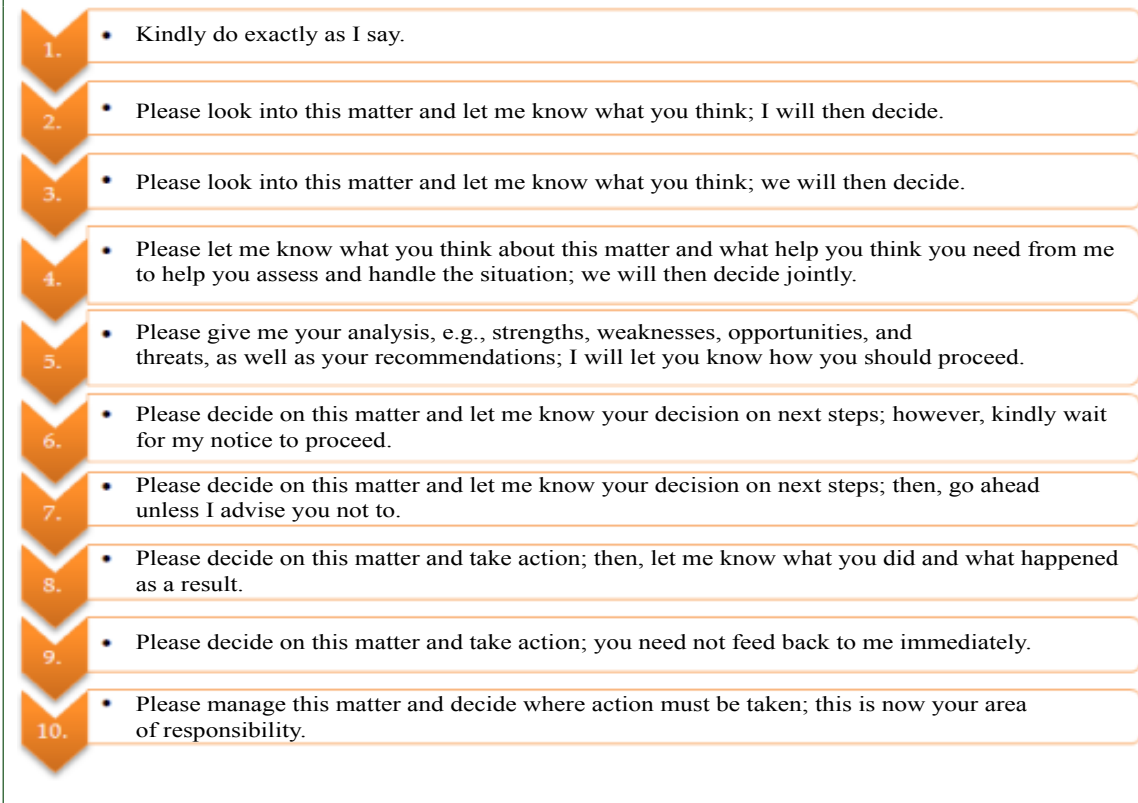 1.
• Kindly do exactly as I say.
2.
• Please look into this matter and let me know what you think; I will then decide.
3.
• Please look into this matter and let me know what you think; we will then decide.
4.
• Please let me know what you think about this matter and what help you think you need from me
to help you assess and handle the situation; we will then decide jointly.
5.
• Please give me your analysis, e.g., strengths, weaknesses, opportunities, and
threats, as well as your recommendations; I will let you know how you should proceed.
6.
• Please decide on this matter and let me know your decision on next steps; however, kindly wait
for my notice to proceed.
7.
• Please decide on this matter and let me know your decision on next steps; then, go ahead
unless I advise you not to.
8.
• Please decide on this matter and take action; then, let me know what you did and what happened
as a result.
9.
• Please decide on this matter and take action; you need not feed back to me immediately.
10.
• Please manage this matter and decide where action must be taken; this is now your area
of responsibility.